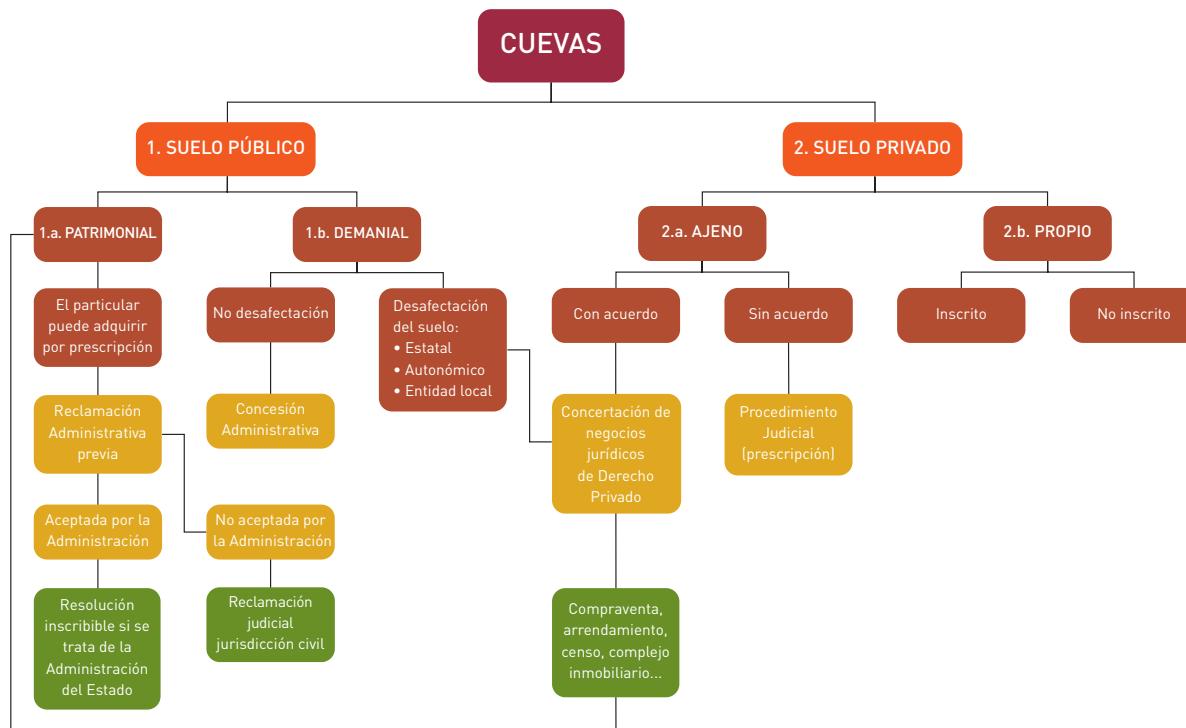 CUEVAS
1. SUELO PÚBLICO
2. SUELO PRIVADO
1.a. PATRIMONIAL
1.b. DEMANIAL
2.a. AJENO
2.b. PROPIO
El particular
puede adquirir
por prescripción
No desafectación
Desafectación
del suelo:
• Estatal
• Autonómico
• Entidad local
Con acuerdo
Sin acuerdo
Inscrito
No inscrito
Reclamación
Administrativa
previa
Concesión
Administrativa
Concertación de
negocios
jurídicos
de Derecho
Privado
Procedimiento
Judicial
(prescripción)
Aceptada por la
Administración
No aceptada por
la Administración
Resolución
inscribible si se
trata de la
Administración
del Estado
Reclamación
judicial
jurisdicción civil
Compraventa,
arrendamiento,
censo, complejo
inmobiliario...